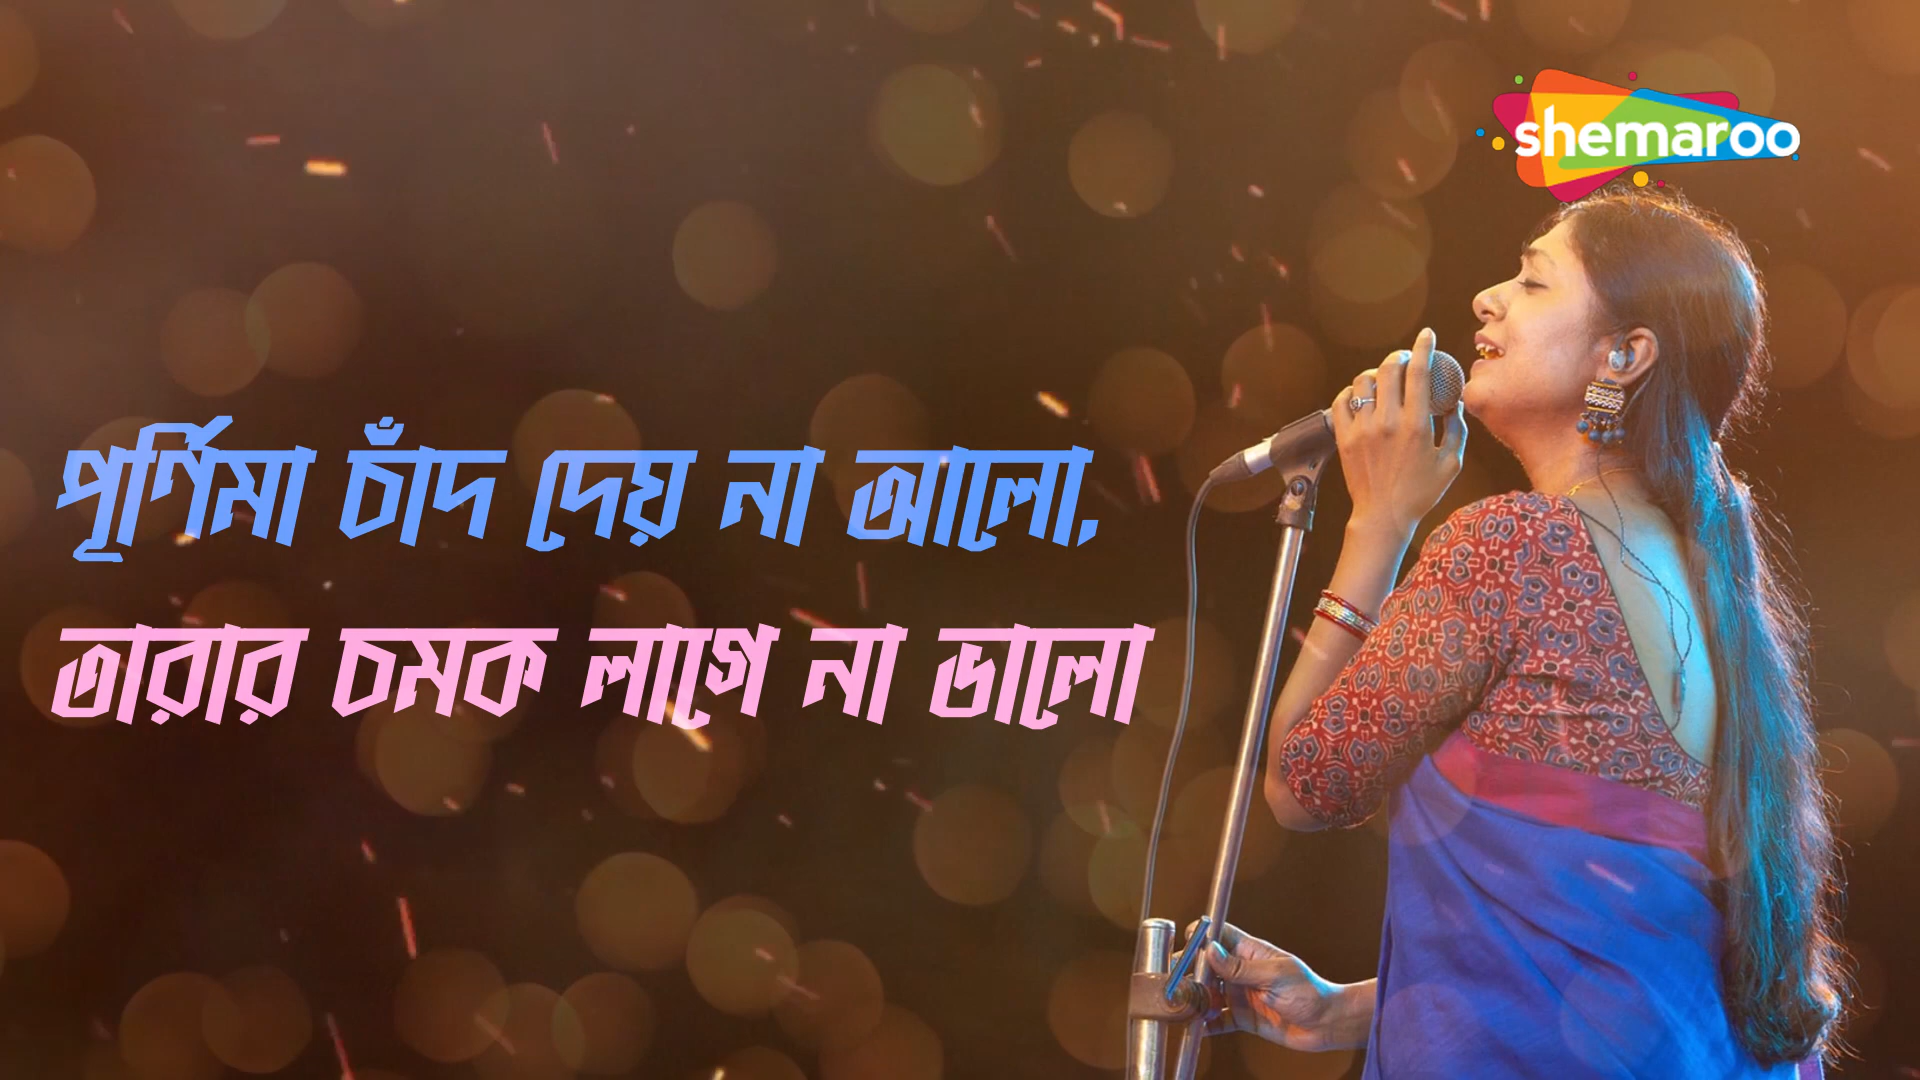 shemaroo
পূর্ণিমা চাঁদ দেয় না আলো,
তারার চমক লাগে না ভালো